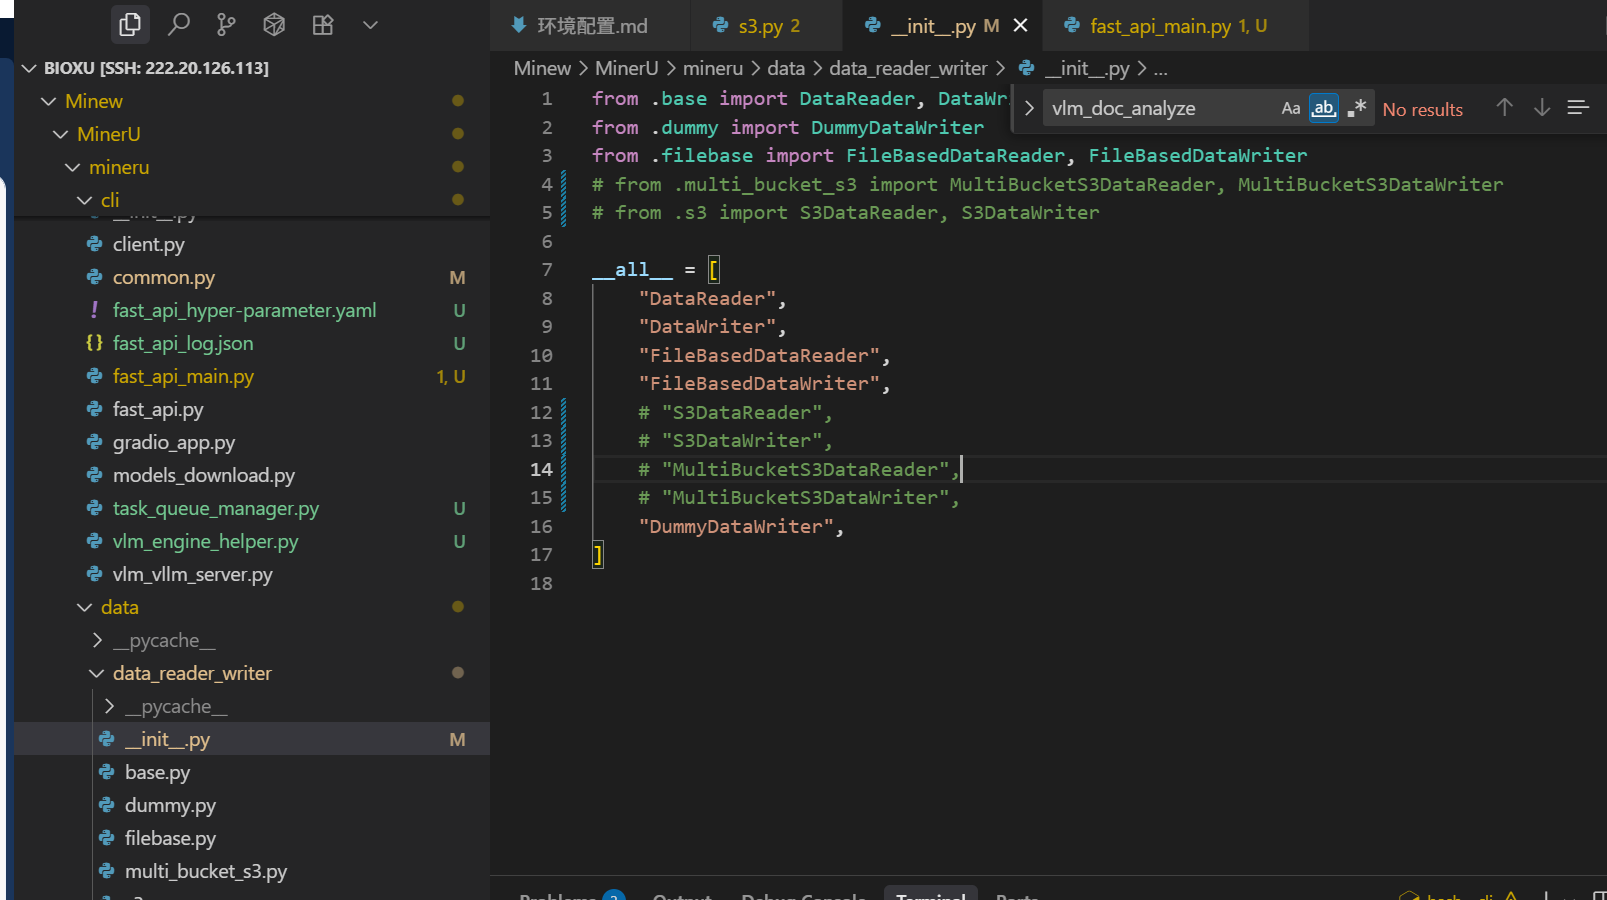 BIOXU [SSH: 222.20.126.113]
Minew
MinerU
mineru
cli
__init__.py
client.py
common.py M
fast_api_hyper-parameter.yaml U
fast_api_log.json U
fast_api_main.py 1, U
fast_api.py
gradio_app.py
models_download.py
task_queue_manager.py U
vlm_engine_helper.py U
vlm_vllm_server.py
data
__pycache__
data_reader_writer
__pycache__
__init__.py M
base.py
dummy.py
filebase.py
multi_bucket_s3.py
环境配置.md
s3.py 2
__init__.py M
fast_api_main.py 1, U
Minew > MinerU > mineru > data > data_reader_writer > __init__.py > ...
vlm_doc_analyze Aa ab .* No results
1 from .base import DataReader, DataWr
2 from .dummy import DummyDataWriter
3 from .filebase import FileBasedDataReader, FileBasedDataWriter
4 # from .multi_bucket_s3 import MultiBucketS3DataReader, MultiBucketS3DataWriter
5 # from .s3 import S3DataReader, S3DataWriter
6
7 __all__ = [
8 "DataReader",
9 "DataWriter",
10 "FileBasedDataReader",
11 "FileBasedDataWriter",
12 # "S3DataReader",
13 # "S3DataWriter",
14 # "MultiBucketS3DataReader",
15 # "MultiBucketS3DataWriter",
16 "DummyDataWriter",
17 ]
18
Problems Output Debug Console Terminal Ports